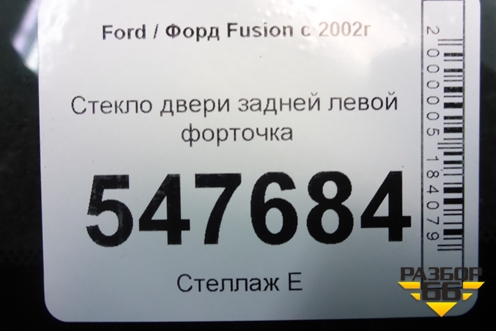 Ford / Форд Fusion с 2002г
Стекло двери задней левой
форточка
547684
Стеллаж Е
2000005184079
РАЗБОР
66